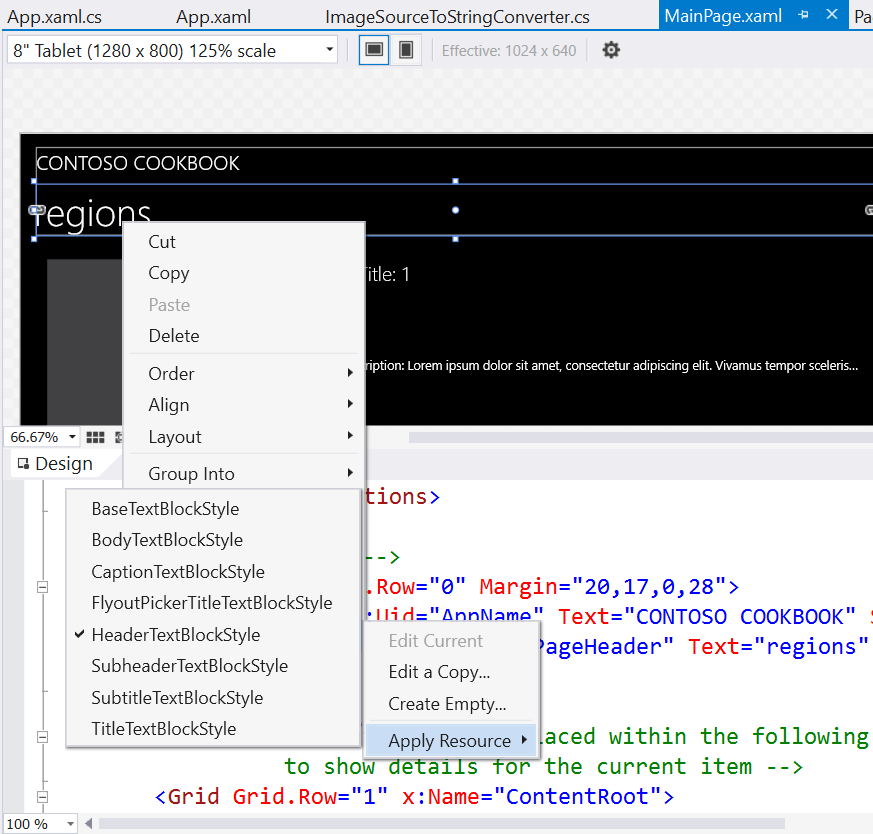 App.xaml.cs App.xaml ImageSourceToStringConverter.cs MainPage.xaml Pa
8" Tablet (1280 x 800) 125% scale Effective: 1024 x 640
CONTOSO COOKBOOK
regions
Cut
Copy
Paste
Delete
Order
Align
Layout
Group Into
Title: 1
ription: Lorem ipsum dolor sit amet, consectetur adipiscing elit. Vivamus tempor sceleris...
66.67%
Design
BaseTextBlockStyle
BodyTextBlockStyle
CaptionTextBlockStyle
FlyoutPickerTitleTextBlockStyle
HeaderTextBlockStyle
SubheaderTextBlockStyle
SubtitleTextBlockStyle
TitleTextBlockStyle
Edit Current
Edit a Copy...
Create Empty...
Apply Resource
tions>
-->
.Row="0" Margin="20,17,0,28">
:Uid="AppName" Text="CONTOSO COOKBOOK"
PageHeader" Text="regions"
laced within the following
to show details for the current item -->
<Grid Grid.Row="1" x:Name="ContentRoot">
100 %